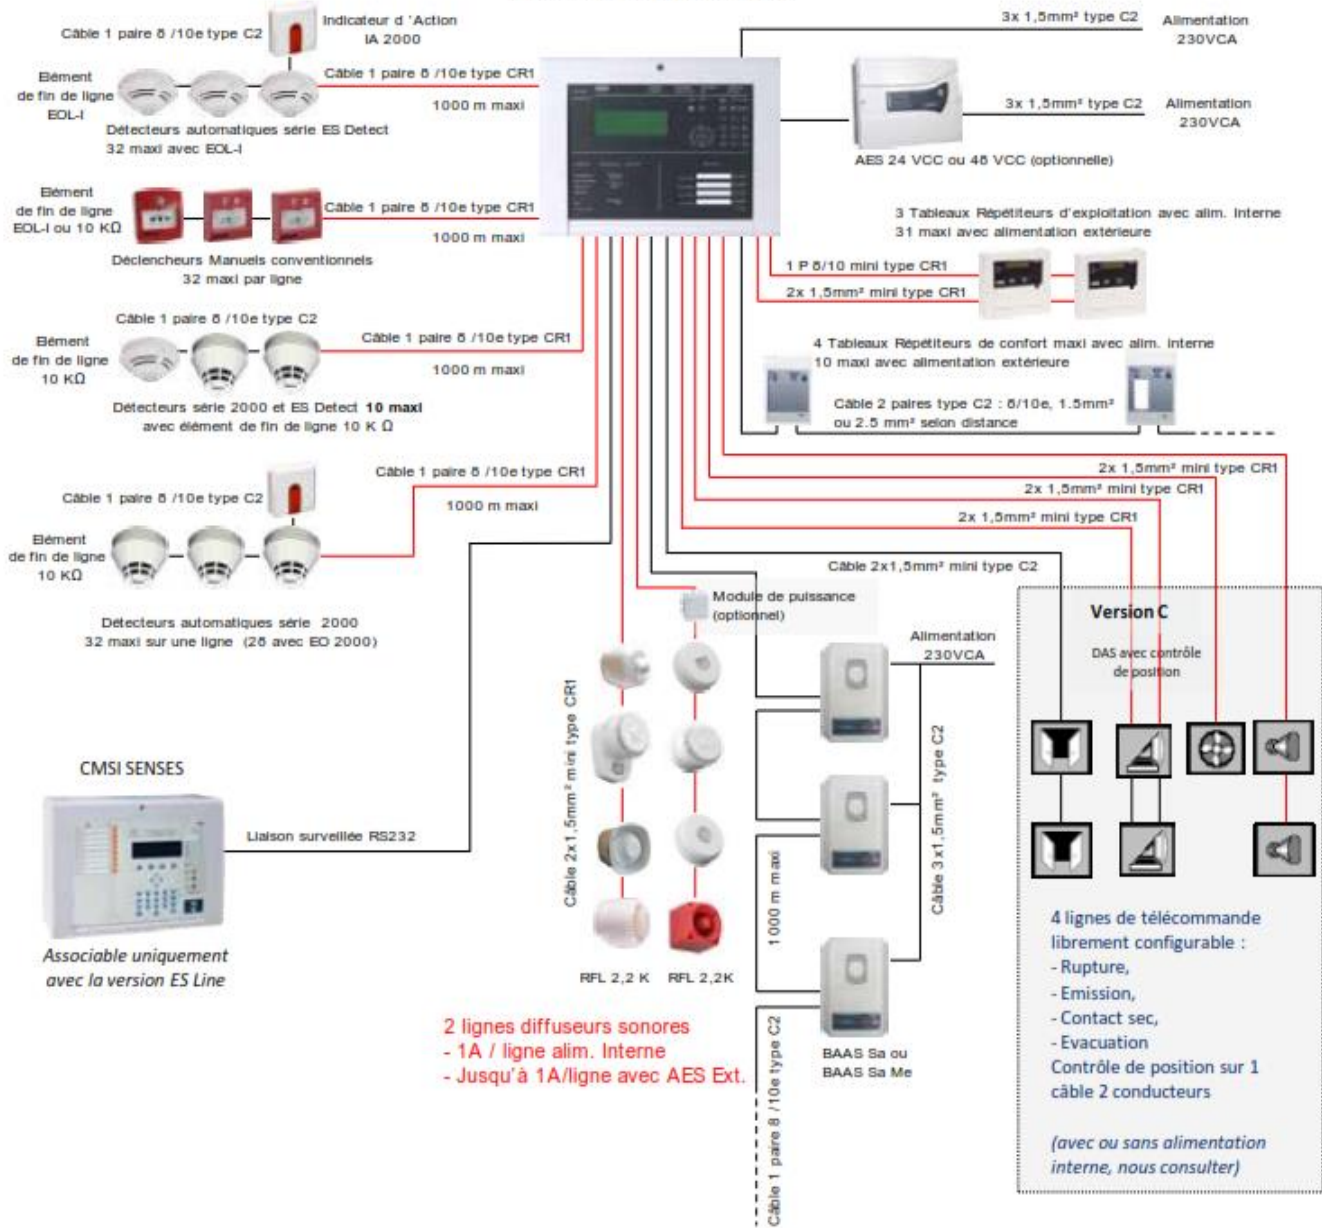 Câble 1 paire 8 /10e type C2
Indicateur d 'Action
IA 2000
3x 1,5mm² type C2
Alimentation
230VCA
Elément
de fin de ligne
EOL-I
Câble 1 paire 8 /10e type CR1
1000 m maxi
3x 1,5mm² type C2
Alimentation
230VCA
Détecteurs automatiques série ES Detect
32 maxi avec EOL-I
AES 24 VCC ou 48 VCC (optionnelle)
Elément
de fin de ligne
EOL-I ou 10 KΩ
Câble 1 paire 8 /10e type CR1
1000 m maxi
3 Tableaux Répétiteurs d'exploitation avec alim. Interne
31 maxi avec alimentation extérieure
Déclencheurs Manuels conventionnels
32 maxi par ligne
1 P 8/10 mini type CR1
2x 1,5mm² mini type CR1
Câble 1 paire 8 /10e type C2
Elément
de fin de ligne
10 KΩ
Câble 1 paire 8 /10e type CR1
1000 m maxi
4 Tableaux Répétiteurs de confort maxi avec alim. interne
10 maxi avec alimentation extérieure
Détecteurs série 2000 et ES Detect 10 maxi
avec élément de fin de ligne 10 K Ω
Câble 2 paires type C2 : 8/10e, 1.5mm²
ou 2.5 mm² selon distance
Câble 1 paire 8 /10e type CR1
1000 m maxi
2x 1,5mm² mini type CR1
2x 1,5mm² mini type CR1
2x 1,5mm² mini type CR1
Câble 1 paire 8 /10e type C2
Elément
de fin de ligne
10 KΩ
Câble 2x1,5mm² mini type C2
Détecteurs automatiques série 2000
32 maxi sur une ligne (28 avec EO 2000)
Module de puissance
(optionnel)
Alimentation
230VCA
Version C
DAS avec contrôle
de position
Câble 2x1,5mm² mini type CR1
Câble 3x1,5mm² type C2
CMSI SENSES
Liaison surveillée RS232
1000 m maxi
Associable uniquement
avec la version ES Line
RFL 2,2 K
RFL 2,2K
2 lignes diffuseurs sonores
- 1A / ligne alim. Interne
- Jusqu'à 1A/ligne avec AES Ext.
BAAS Sa ou
BAAS Sa Me
Câble 1 paire 8 /10e type C2
4 lignes de télécommande
librement configurable :
- Rupture,
- Emission,
- Contact sec,
- Evacuation
Contrôle de position sur 1
câble 2 conducteurs
(avec ou sans alimentation
interne, nous consulter)